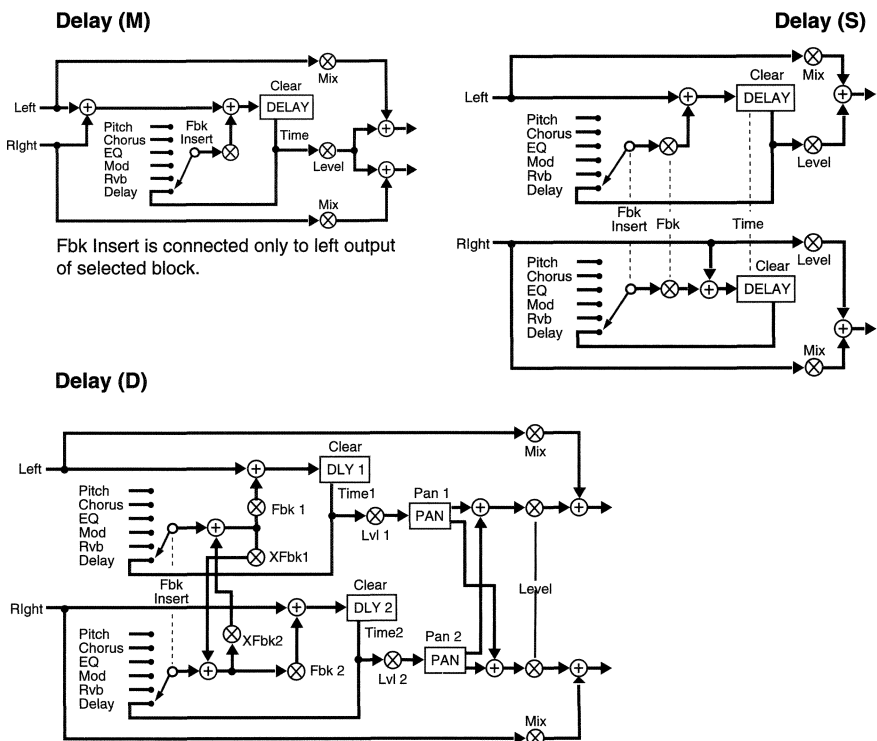 Delay (M)
Mix
Left
Clear
DELAY
Pitch
Chorus
EQ
Mod
Rvb
Delay
Fbk
Insert
Time
Level
RIght
Mix
Fbk Insert is connected only to left output
of selected block.
Delay (S)
Mix
Left
Clear
DELAY
Pitch
Chorus
EQ
Mod
Rvb
Delay
Level
Fbk
Insert
Fbk
Time
RIght
Level
Pitch
Chorus
EQ
Mod
Rvb
Delay
Clear
DELAY
Mix
Delay (D)
Mix
Left
Clear
DLY 1
Time1
Pitch
Chorus
EQ
Mod
Rvb
Delay
Fbk 1
XFbk1
Lvl 1
Pan 1
PAN
Fbk
Insert
Level
RIght
Clear
DLY 2
Time2
Pitch
Chorus
EQ
Mod
Rvb
Delay
XFbk2
Fbk 2
Lvl 2
Pan 2
PAN
Mix